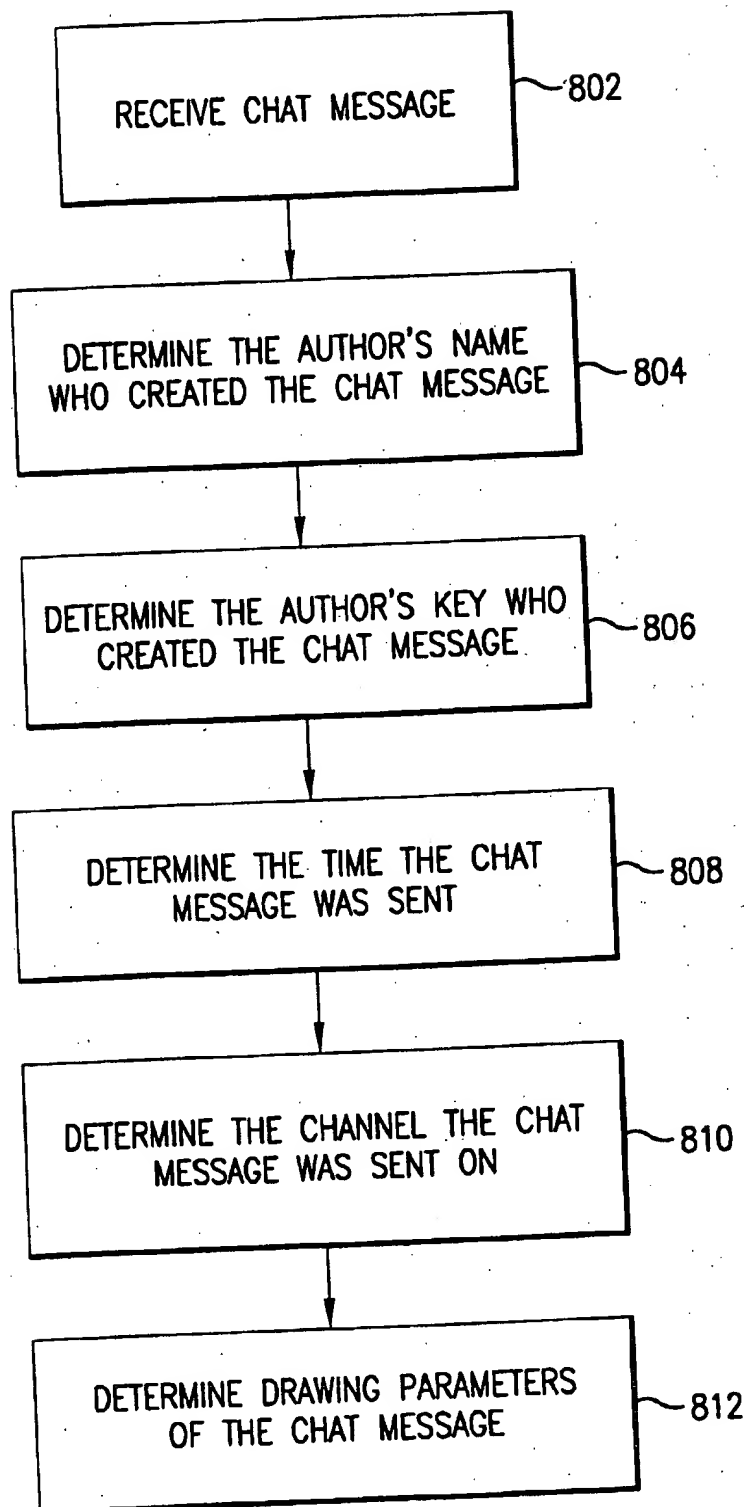 RECEIVE CHAT MESSAGE
802
DETERMINE THE AUTHOR'S NAME
WHO CREATED THE CHAT MESSAGE
804
DETERMINE THE AUTHOR'S KEY WHO
CREATED THE CHAT MESSAGE
806
DETERMINE THE TIME THE CHAT
MESSAGE WAS SENT
808
DETERMINE THE CHANNEL THE CHAT
MESSAGE WAS SENT ON
810
DETERMINE DRAWING PARAMETERS
OF THE CHAT MESSAGE
812